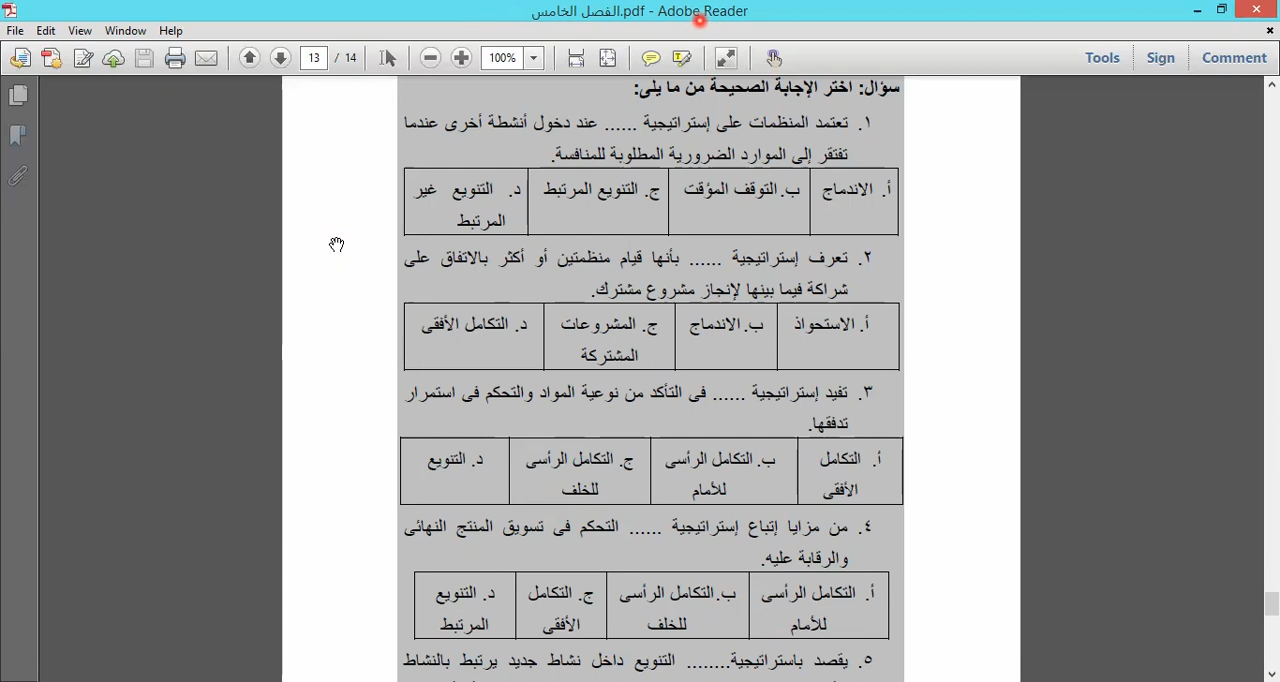 الفصل الخامس.pdf - Adobe Reader
File Edit View Window Help
13 / 14 100% Tools Sign Comment
سؤال: اختر الإجابة الصحيحة من ما يلى:
١. تعتمد المنظمات على إستراتيجية ...... عند دخول أنشطة أخرى عندما
تفتقر إلى الموارد الضرورية المطلوبة للمنافسة.
أ. الاندماج ب. التوقف المؤقت ج. التنويع المرتبط د. التنويع غير
المرتبط
٢. تعرف إستراتيجية ...... بأنها قيام منظمتين أو أكثر بالاتفاق على
شراكة فيما بينها لإنجاز مشروع مشترك.
أ. الاستحواذ ب. الاندماج ج. المشروعات د. التكامل الأفقى
المشتركة
٣. تفيد إستراتيجية ...... فى التأكد من نوعية المواد والتحكم فى استمرار
تدفقها.
أ. التكامل ب. التكامل الرأسى ج. التكامل الرأسى د. التنويع
الأفقى للأمام للخلف
٤. من مزايا إتباع إستراتيجية ...... التحكم فى تسويق المنتج النهائى
والرقابة عليه.
أ. التكامل الرأسى ب.التكامل الرأسى ج. التكامل د. التنويع
للأمام للخلف الأفقى المرتبط
٥. يقصد باستراتيجية........ التنويع داخل نشاط جديد يرتبط بالنشاط